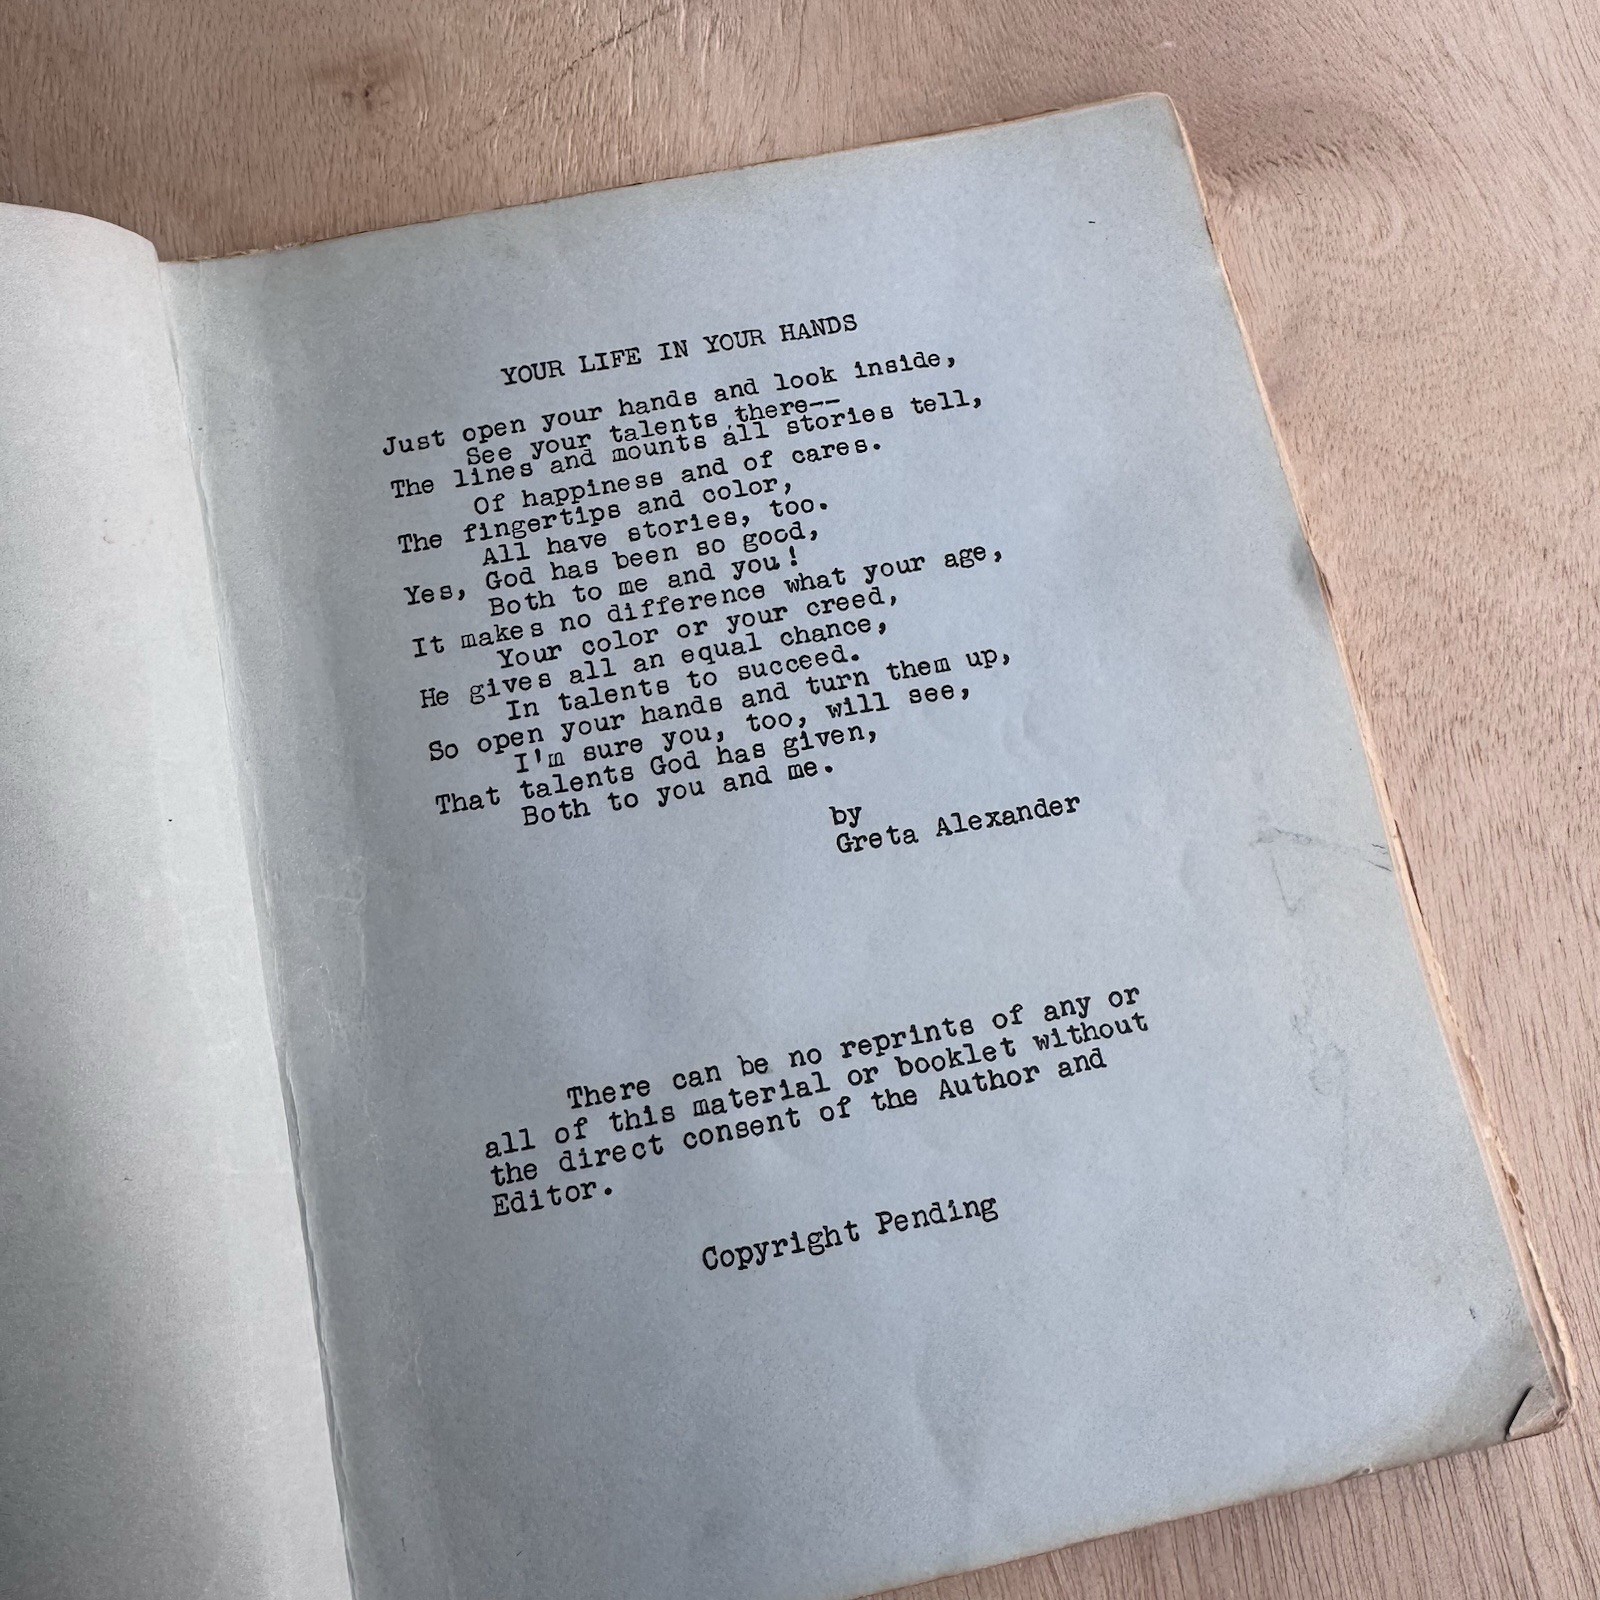 YOUR LIFE IN YOUR HANDS
Just open your hands and look inside,
See your talents there--
The lines and mounts all stories tell,
Of happiness and of cares.
The fingertips and color,
All have stories, too.
Yes, God has been so good,
Both to me and you!
It makes no difference what your age,
Your color or your creed,
He gives all an equal chance,
In talents to succeed.
So open your hands and turn them up,
I'm sure you, too, will see,
That talents God has given,
Both to you and me.
by
Greta Alexander
There can be no reprints of any or
all of this material or booklet without
the direct consent of the Author and
Editor.
Copyright Pending